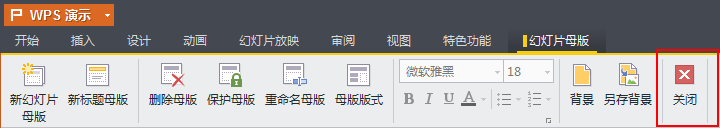 WPS 演示
开始 插入 设计 动画 幻灯片放映 审阅 视图 特色功能 幻灯片母版
微软雅黑 18
B I U A
新幻灯片母版 新标题母版 删除母版 保护母版 重命名母版 母版版式 背景 另存背景 关闭